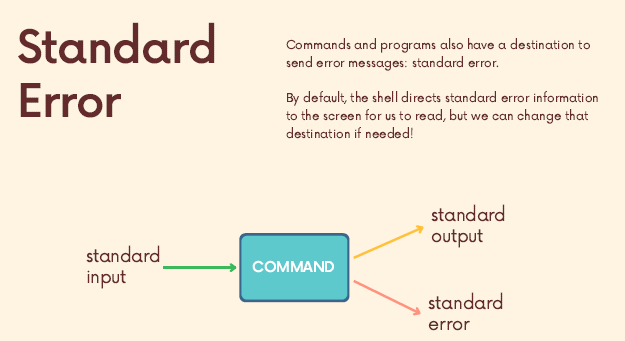 Standard
Error
Commands and programs also have a destination to
send error messages: standard error.
By default, the shell directs standard error information
to the screen for us to read, but we can change that
destination if needed!
standard
input
COMMAND
standard
output
standard
error